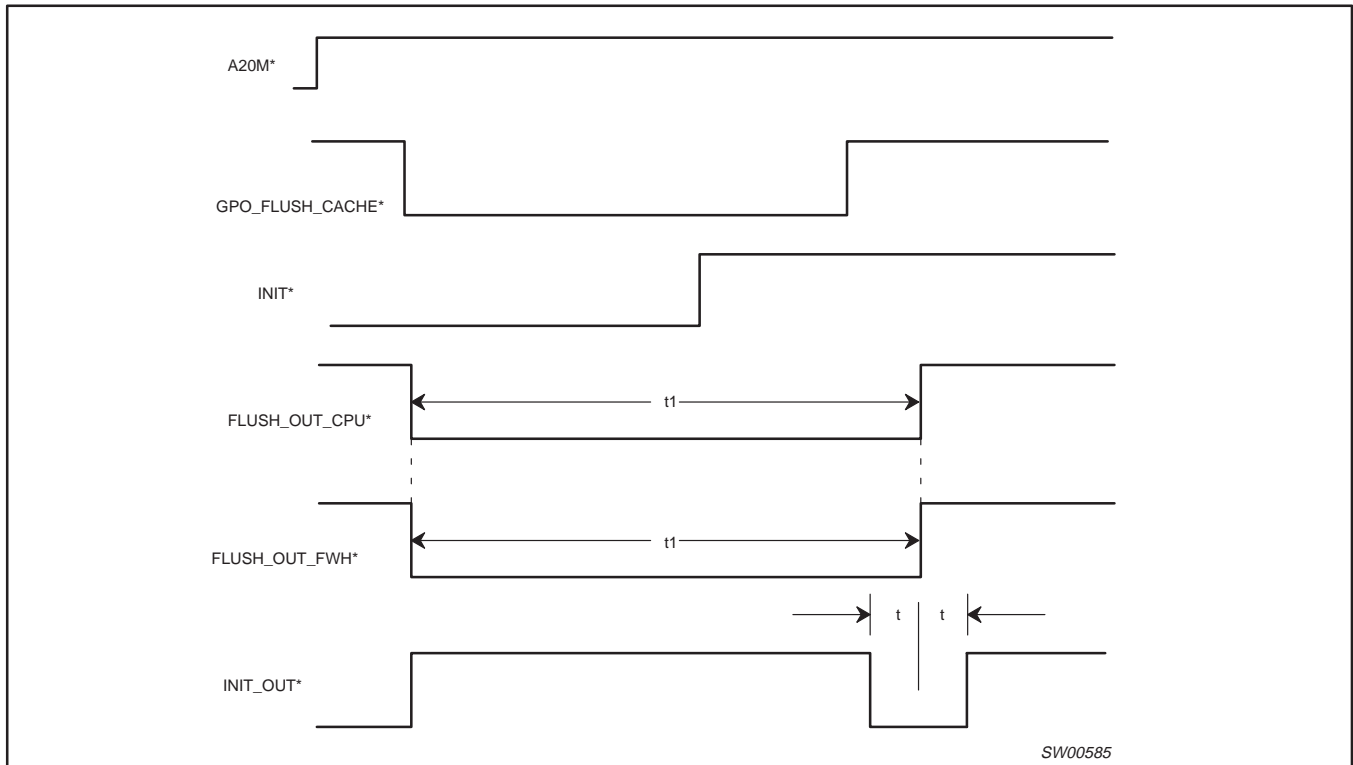 A20M*
GPO_FLUSH_CACHE*
INIT*
t1
FLUSH_OUT_CPU*
t1
FLUSH_OUT_FWH*
t t
INIT_OUT*
SW00585